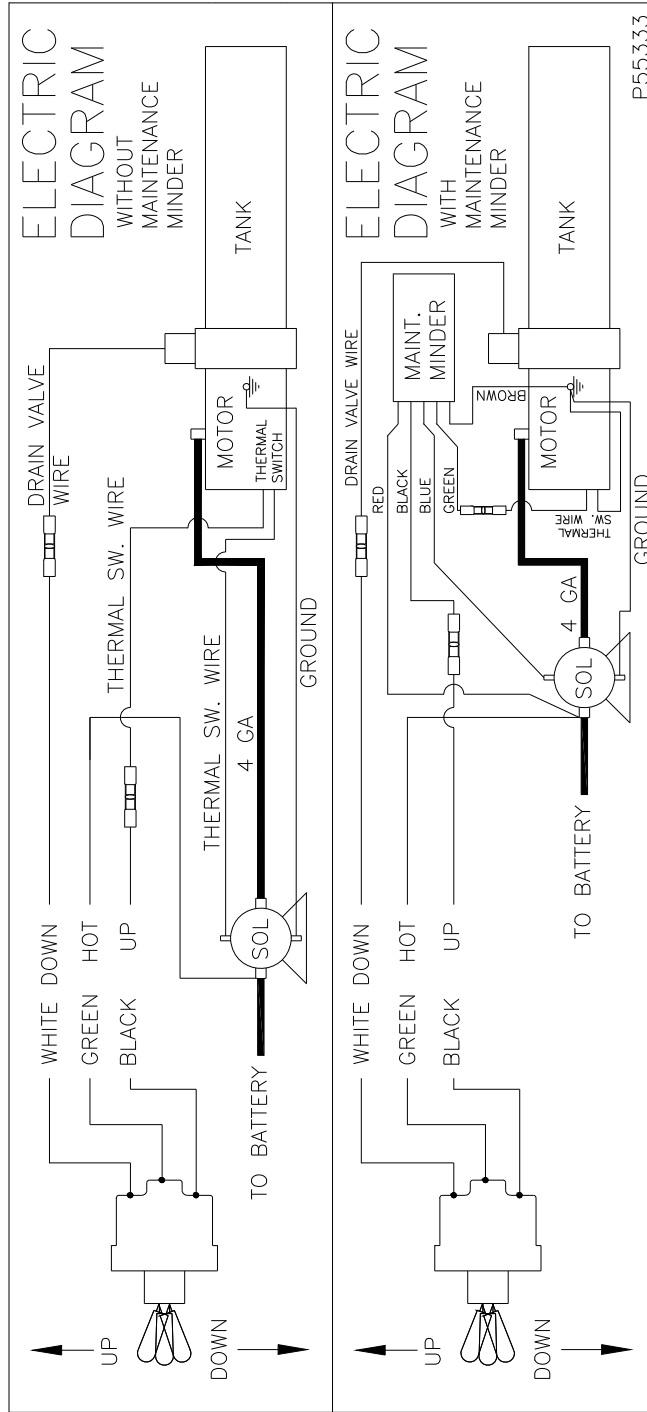 ELECTRIC
DIAGRAM
WITHOUT
MAINTENANCE
MINDER
TANK
DRAIN VALVE
WIRE
MOTOR
THERMAL
SWITCH
THERMAL SW. WIRE
THERMAL SW. WIRE
4 GA
GROUND
SOL
WHITE DOWN
GREEN HOT
BLACK UP
TO BATTERY
UP
DOWN
ELECTRIC
DIAGRAM
WITH
MAINTENANCE
MINDER
P55333
TANK
DRAIN VALVE WIRE
MAINT.
MINDER
BROWN
RED
BLACK
BLUE
GREEN
MOTOR
THERMAL
SW. WIRE
GROUND
4 GA
SOL
WHITE DOWN
GREEN HOT
BLACK UP
TO BATTERY
UP
DOWN